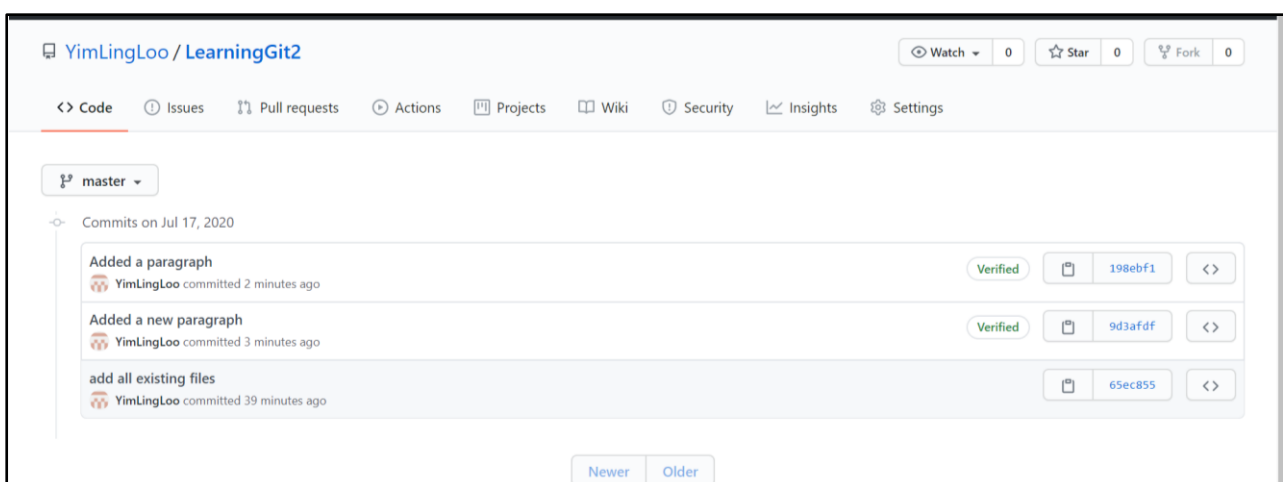 YimLingLoo / LearningGit2
Watch 0 Star 0 Fork 0
<> Code Issues Pull requests Actions Projects Wiki Security Insights Settings
master
Commits on Jul 17, 2020
Added a paragraph
YimLingLoo committed 2 minutes ago
Verified 198ebf1 <>
Added a new paragraph
YimLingLoo committed 3 minutes ago
Verified 9d3afdf <>
add all existing files
YimLingLoo committed 39 minutes ago
65ec855 <>
Newer Older